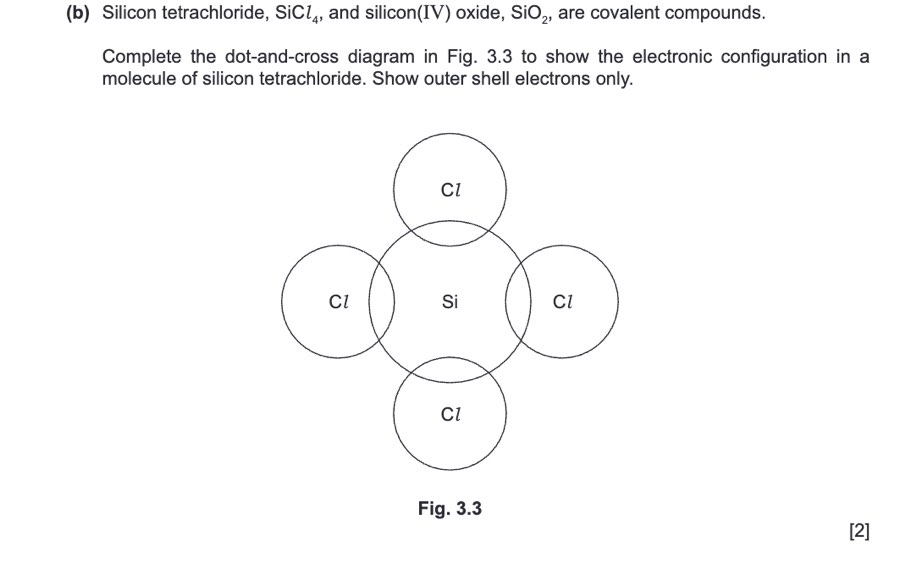 (b) Silicon tetrachloride, SiCl₄, and silicon(IV) oxide, SiO₂, are covalent compounds.
Complete the dot-and-cross diagram in Fig. 3.3 to show the electronic configuration in a
molecule of silicon tetrachloride. Show outer shell electrons only.
Cl
Cl Si Cl
Cl
Fig. 3.3
[2]